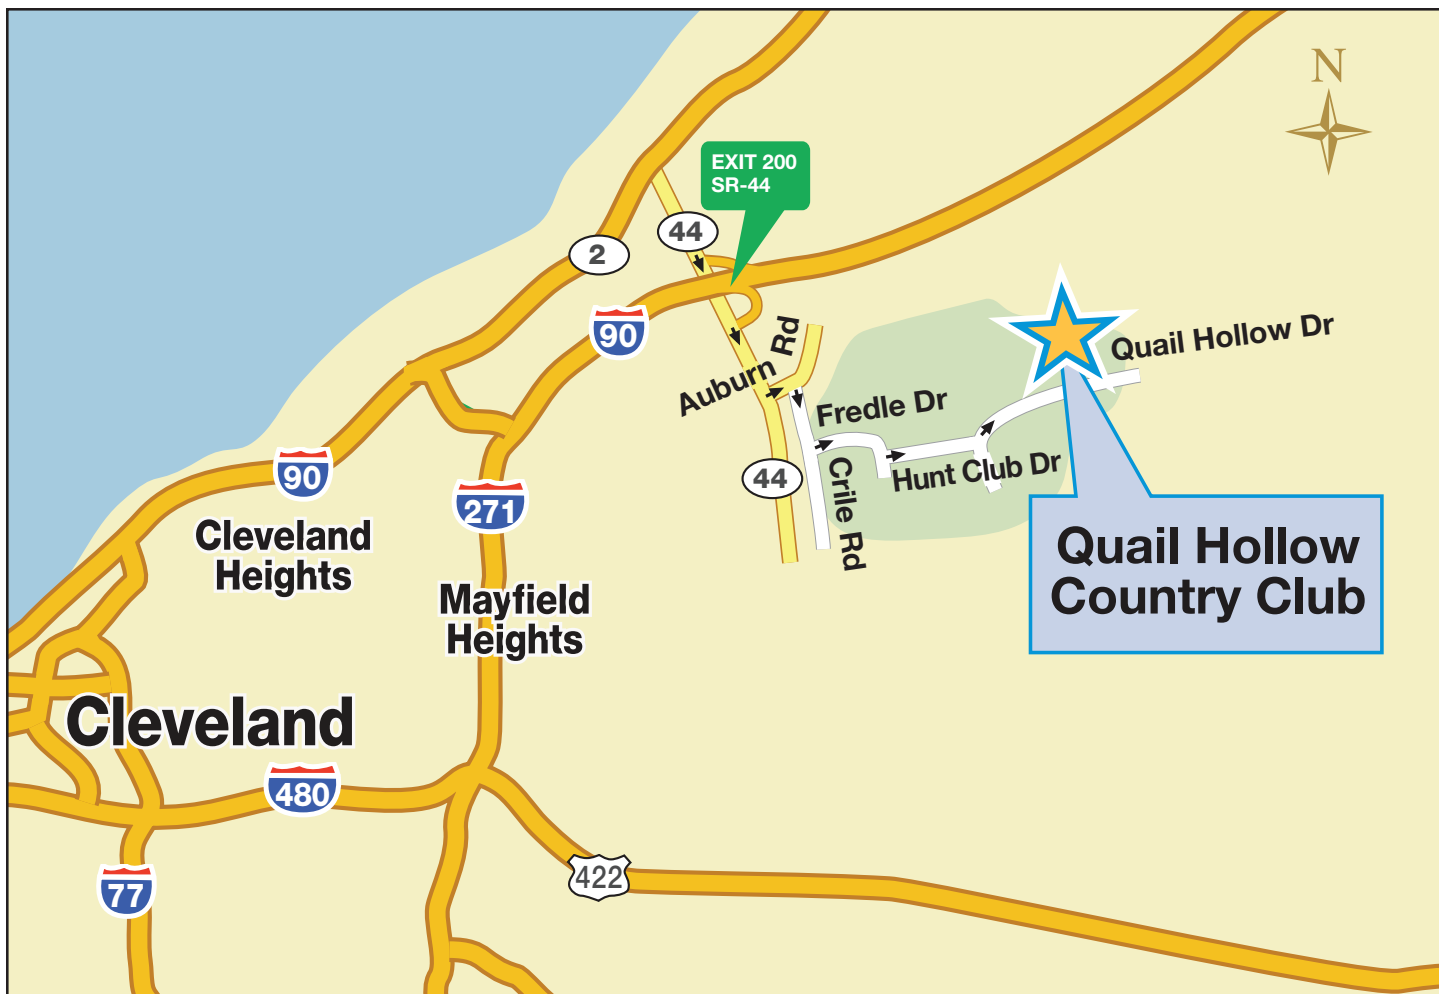 N
EXIT 200
SR-44
44
2
90
Auburn Rd
Quail Hollow Dr
Fredle Dr
44
Crile Rd
Hunt Club Dr
90
271
Cleveland
Heights
Mayfield
Heights
Quail Hollow
Country Club
Cleveland
480
77
422